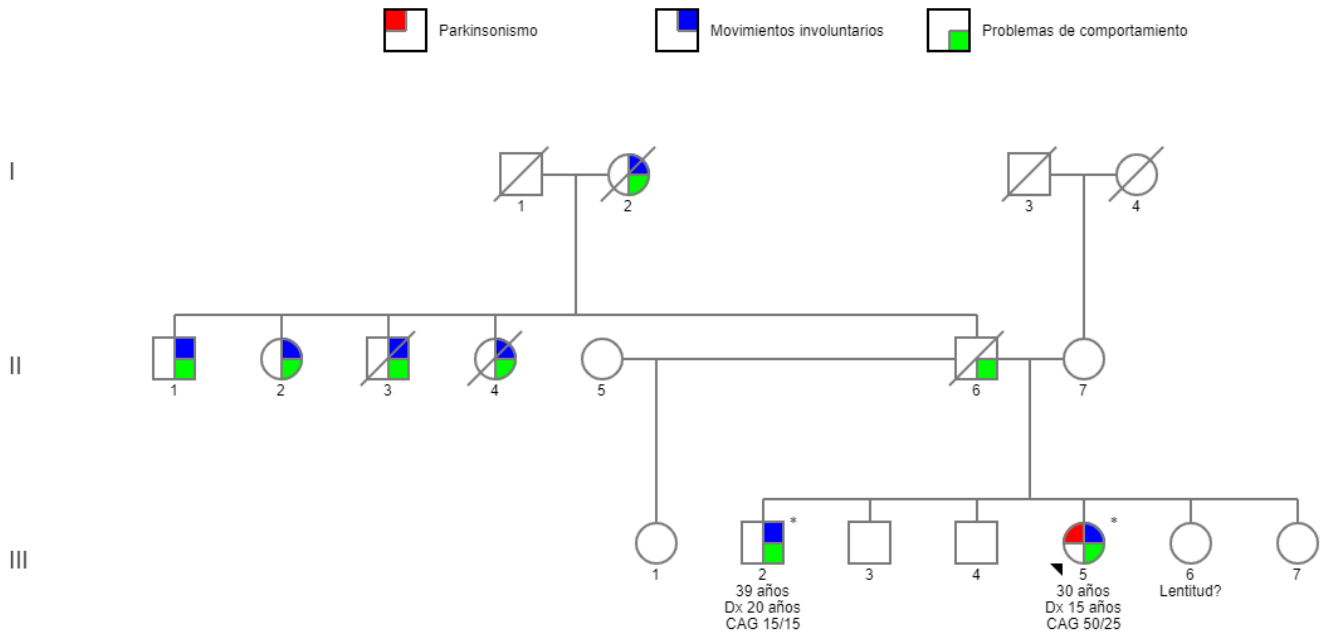 Parkinsonismo
Movimientos involuntarios
Problemas de comportamiento
I
1
2
3
4
II
1
2
3
4
5
6
7
*
*
III
1
2
3
4
5
6
7
39 años
30 años
Lentitud?
Dx 20 años
Dx 15 años
CAG 15/15
CAG 50/25